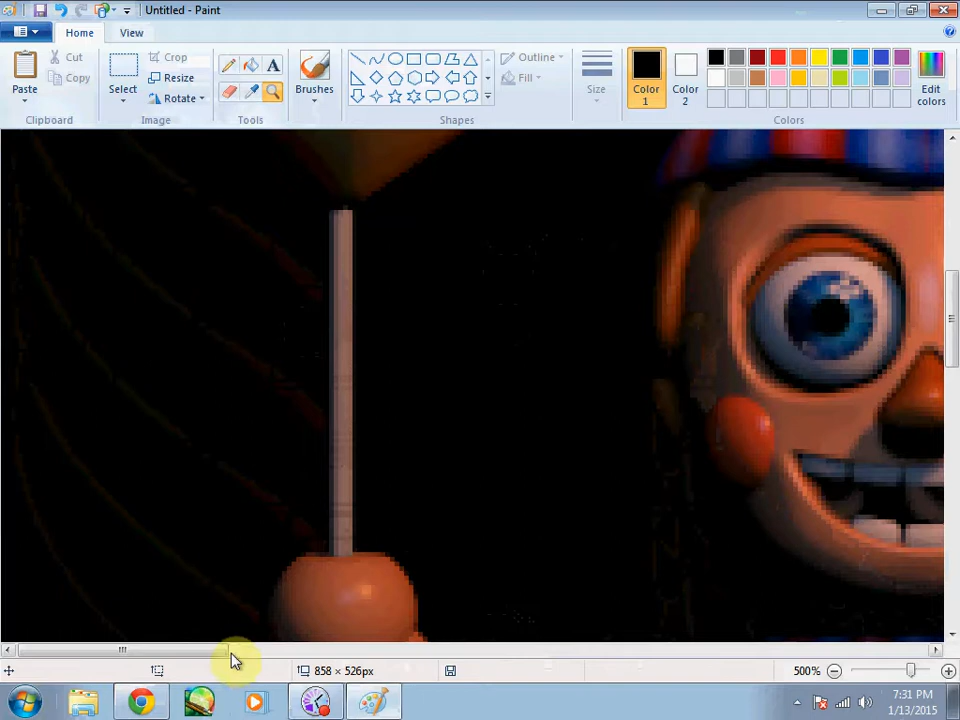 Untitled - Paint
Home View
Paste
Cut
Copy
Clipboard
Select
Crop
Resize
Rotate
Image
A
Tools
Brushes
Outline
Fill
Shapes
Size
Color 1
Color 2
Edit colors
Colors
858 × 526px
500%
7:31 PM
1/13/2015